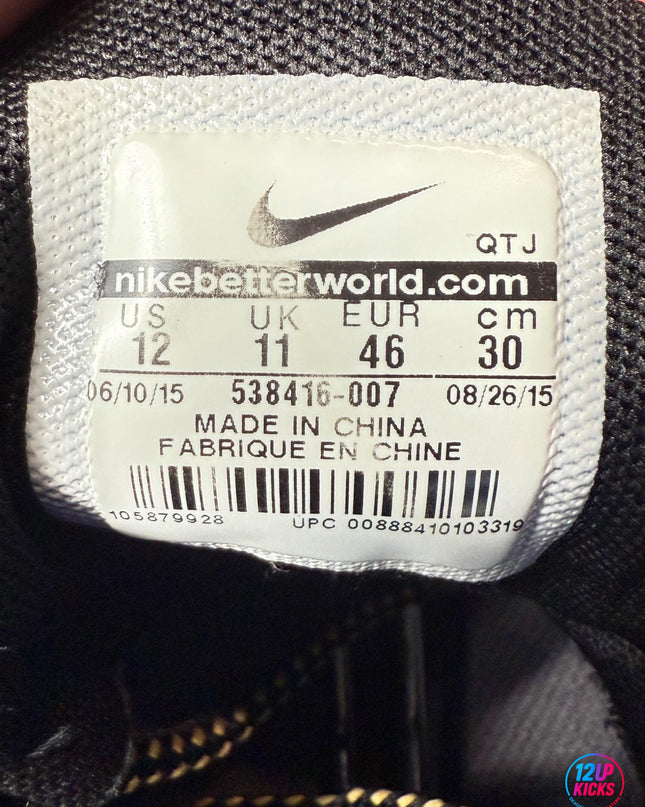 QTJ
nikebetterworld.com
US UK EUR cm
12 11 46 30
06/10/15 538416-007 08/26/15
MADE IN CHINA
FABRIQUE EN CHINE
105879928 UPC 00888410103319
12UP
KICKS